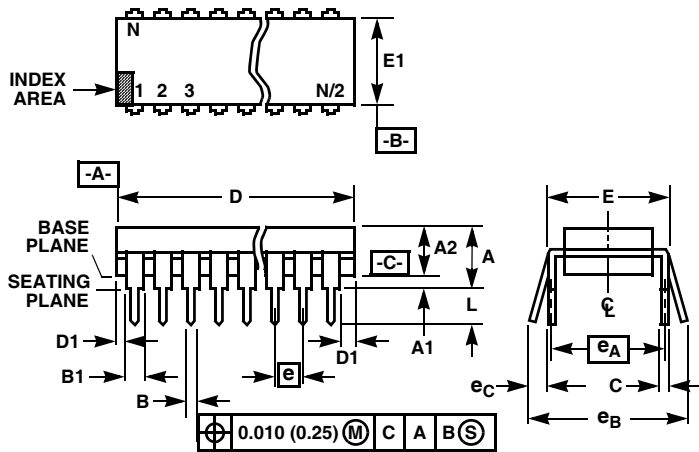 N
E1
INDEX
AREA
1 2 3 N/2
-B-
-A-
D
E
BASE
PLANE
A2
A
-C-
SEATING
PLANE
L
C
L
D1
A1
D1
eA
B1
e
eC
C
B
eB
0.010 (0.25) M C A B S